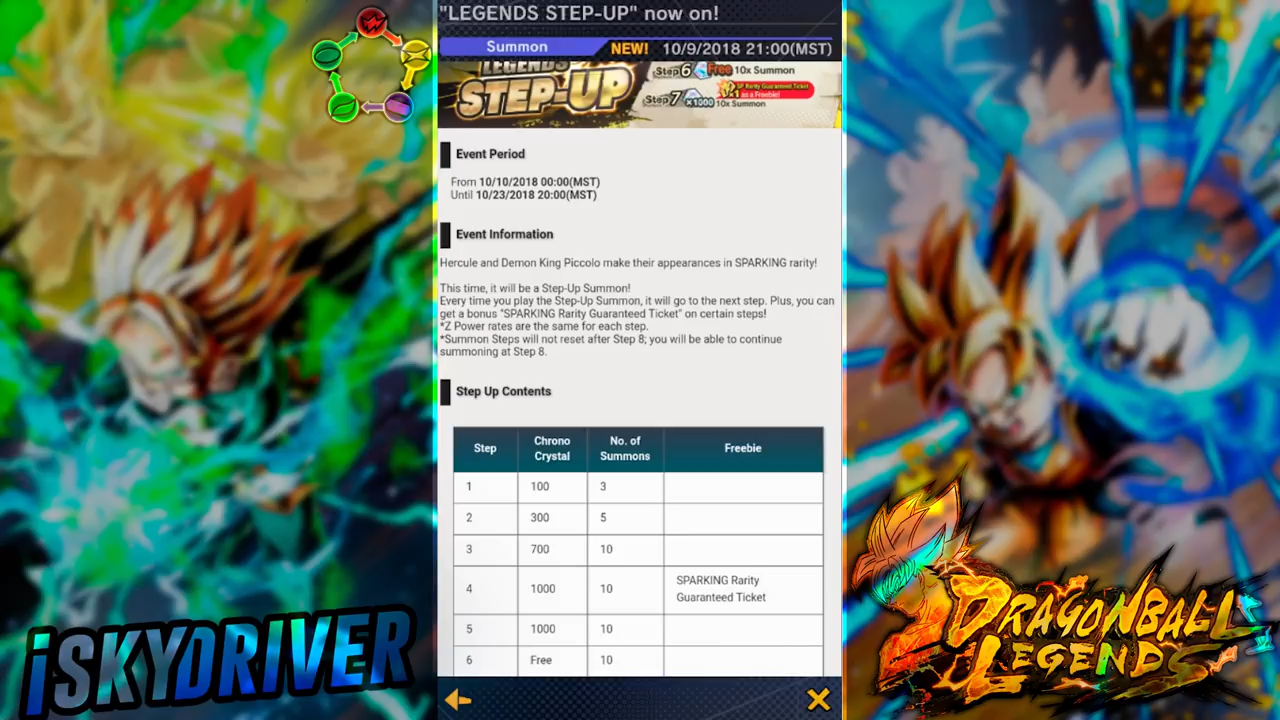 "LEGENDS STEP-UP" now on!
Summon NEW! 10/9/2018 21:00(MST)
LEGENDS
STEP-UP
Step6 Free 10x Summon
SP Rarity Guaranteed Ticket
x1 as a Freebie!
Step7 x1000 10x Summon
Event Period
From 10/10/2018 00:00(MST)
Until 10/23/2018 20:00(MST)
Event Information
Hercule and Demon King Piccolo make their appearances in SPARKING rarity!
This time, it will be a Step-Up Summon!
Every time you play the Step-Up Summon, it will go to the next step. Plus, you can
get a bonus "SPARKING Rarity Guaranteed Ticket" on certain steps!
*Z Power rates are the same for each step.
*Summon Steps will not reset after Step 8; you will be able to continue
summoning at Step 8.
Step Up Contents
Step Chrono Crystal No. of Summons Freebie
1 100 3
2 300 5
3 700 10
4 1000 10 SPARKING Rarity Guaranteed Ticket
5 1000 10
6 Free 10
iSKYDRIVER
DRAGONBALL
LEGENDS